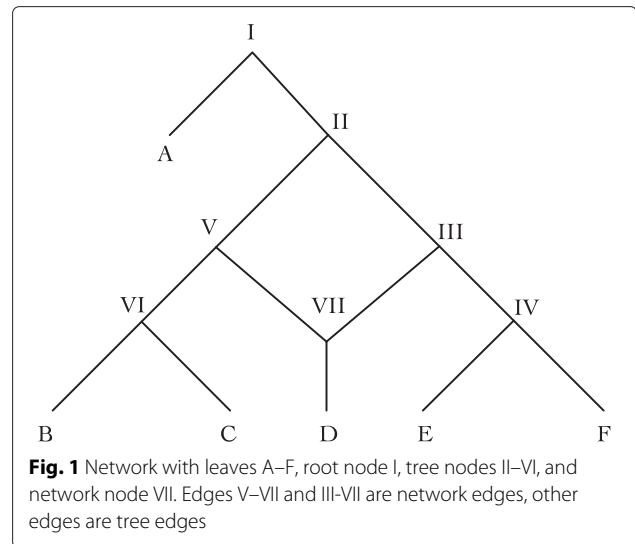 I
II
A
V
III
VI
VII
IV
B C D E F
Fig. 1 Network with leaves A–F, root node I, tree nodes II–VI, and
network node VII. Edges V–VII and III-VII are network edges, other
edges are tree edges